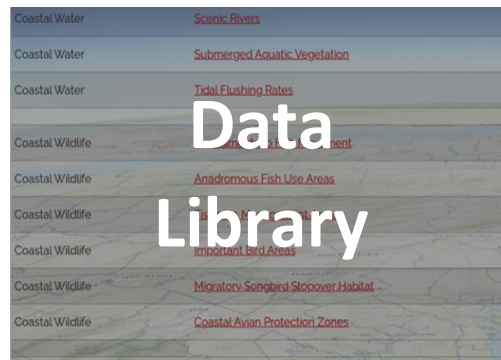 Coastal Water Scenic Rivers
Coastal Water Submerged Aquatic Vegetation
Coastal Water Tidal Flushing Rates
Data
Coastal Wildlife
Coastal Wildlife Anadromous Fish Use Areas
Coastal Wildlife
Library
Coastal Wildlife Important Bird Areas
Coastal Wildlife Migratory Songbird Stopover Habitat
Coastal Wildlife Coastal Avian Protection Zones